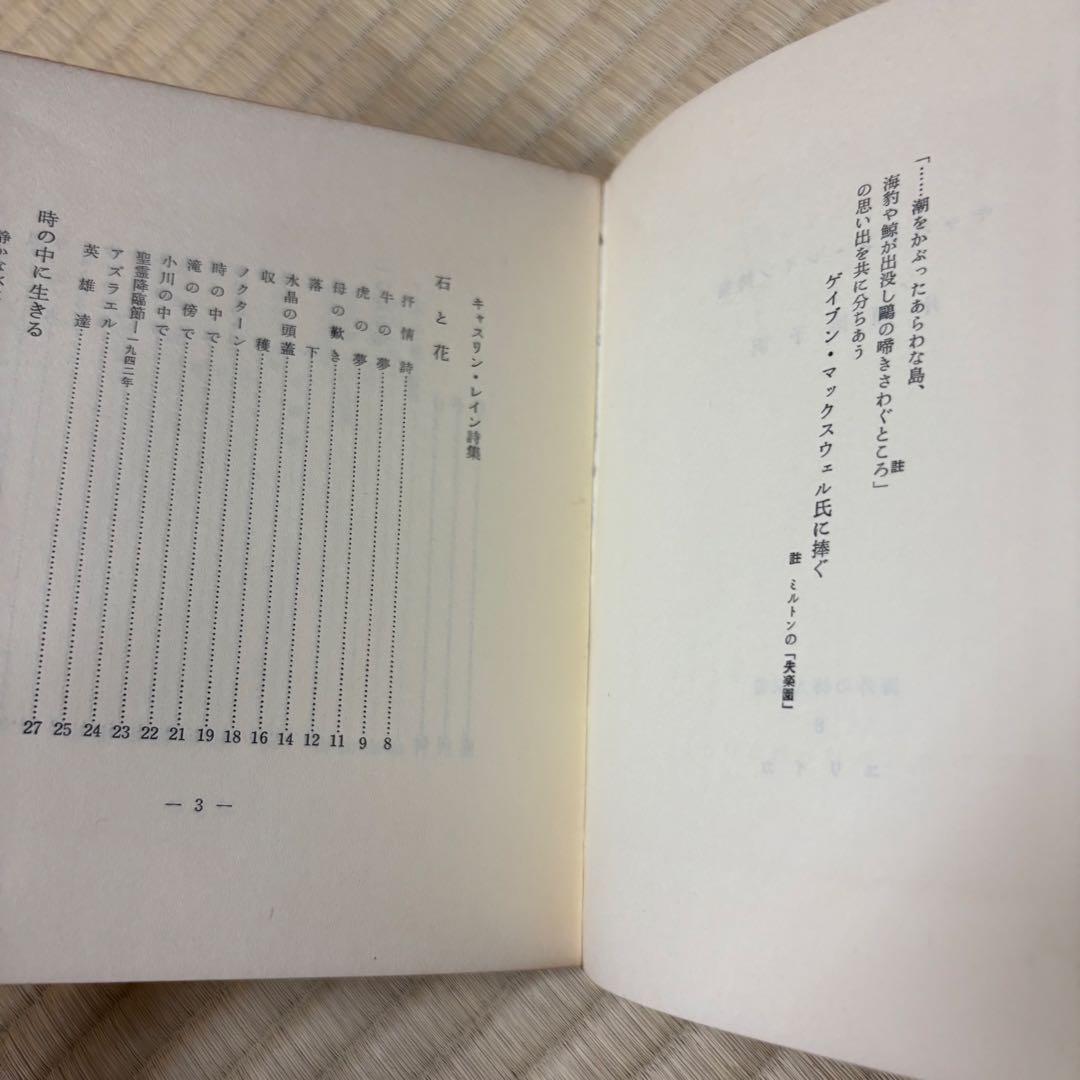 「……潮をかぶったあらわな島、
海豹や鯨が出没し鷗の啼きさわぐところ」註
の思い出を共に分ちあう
ゲイブン・マックスウェル氏に捧ぐ
註 ミルトンの「失楽園」
キャスリン・レイン詩集
石と花
抒情詩 8
牛の夢 9
虎の夢 11
母の歎き 12
落下 14
水晶の頭蓋 16
収穫 18
ノクターン 19
時の中で 21
滝の傍で 22
小川の中で 23
聖霊降臨節―一九四二年 24
アズラエル 25
英雄達 27
時の中に生きる
― 3 ―